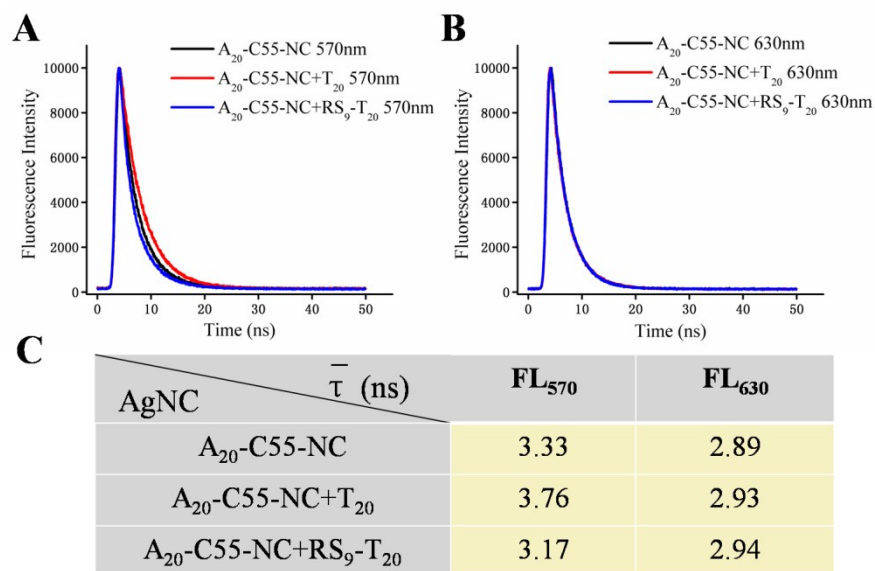 A
A₂₀-C55-NC 570nm
A₂₀-C55-NC+T₂₀ 570nm
A₂₀-C55-NC+RS₉-T₂₀ 570nm
10000
8000
6000
4000
2000
0
Fluorescence Intensity
0 10 20 30 40 50
Time (ns)
B
A₂₀-C55-NC 630nm
A₂₀-C55-NC+T₂₀ 630nm
A₂₀-C55-NC+RS₉-T₂₀ 630nm
10000
8000
6000
4000
2000
0
Fluorescence Intensity
0 10 20 30 40 50
Time (ns)
C
τ̅ (ns) FL₅₇₀ FL₆₃₀
AgNC
A₂₀-C55-NC 3.33 2.89
A₂₀-C55-NC+T₂₀ 3.76 2.93
A₂₀-C55-NC+RS₉-T₂₀ 3.17 2.94